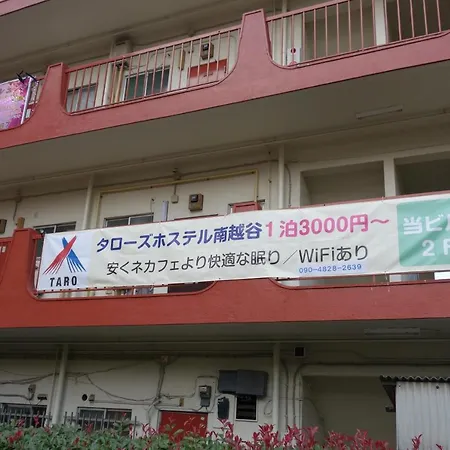 タローズホステル南越谷1泊3000円～
安くネカフェより快適な眠り／WiFiあり
090-4828-2639
TARO
当ビル
2F